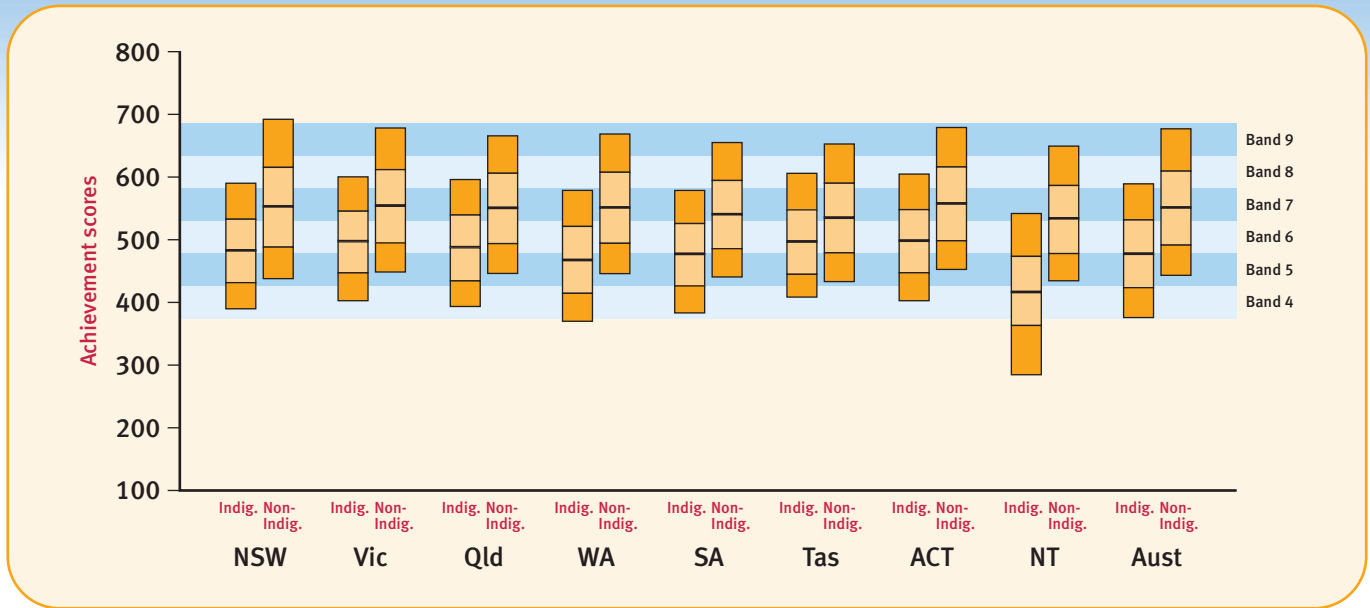 800
700
600
500
400
300
200
100
Achievement scores
Band 9
Band 8
Band 7
Band 6
Band 5
Band 4
Indig. Non- Indig. Non- Indig. Non- Indig. Non- Indig. Non- Indig. Non- Indig. Non- Indig. Non- Indig. Non-
Indig. Indig. Indig. Indig. Indig. Indig. Indig. Indig. Indig.
NSW Vic Qld WA SA Tas ACT NT Aust